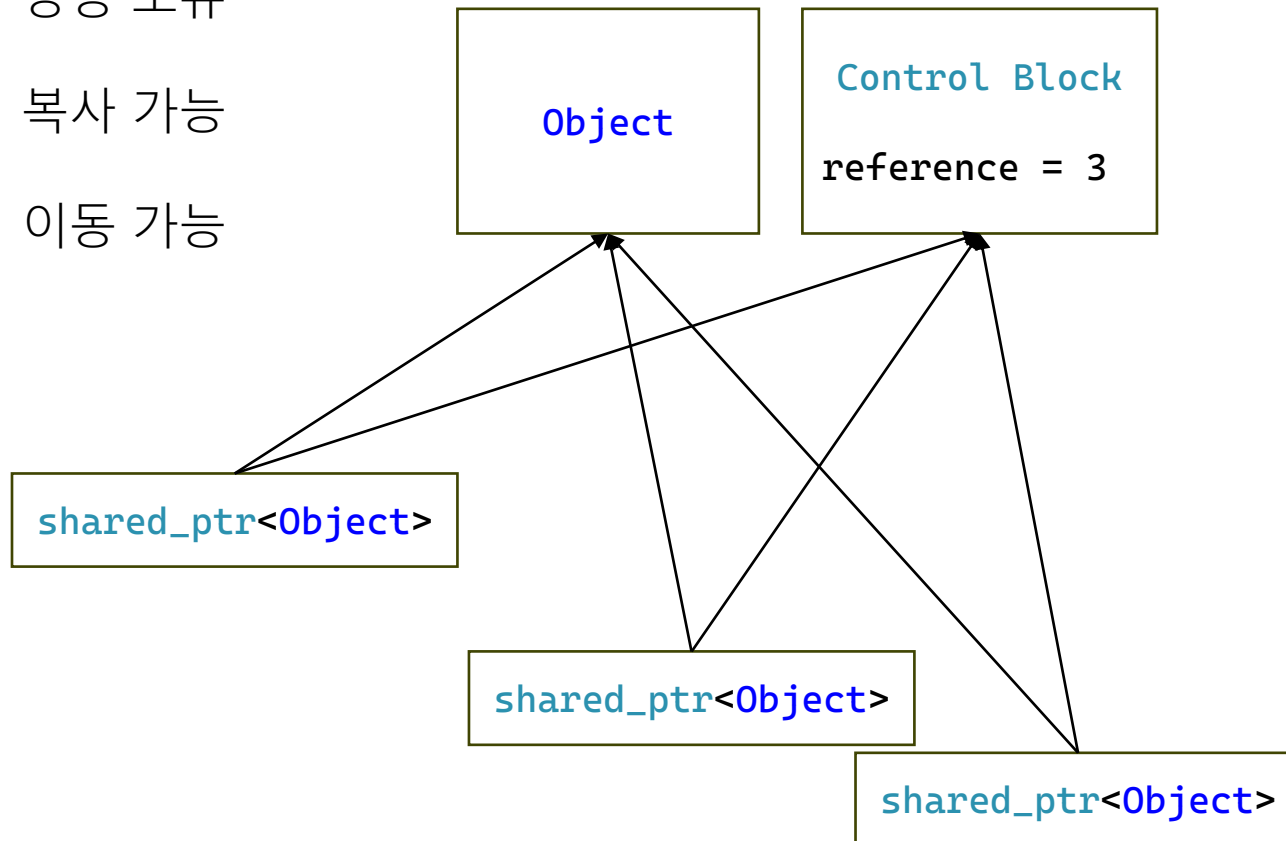 복사 가능
이동 가능
Object
Control Block
reference = 3
shared_ptr<Object>
shared_ptr<Object>
shared_ptr<Object>